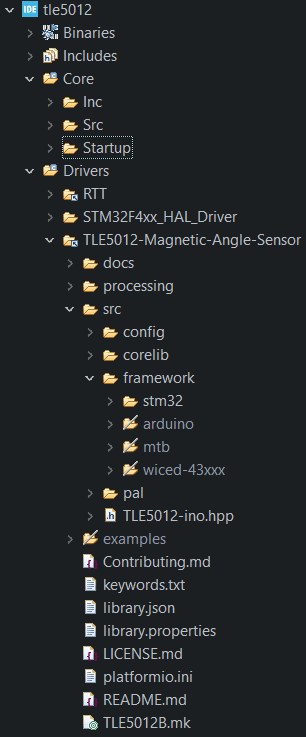 IDE tle5012
Binaries
Includes
Core
Inc
Src
Startup
Drivers
RTT
STM32F4xx_HAL_Driver
TLE5012-Magnetic-Angle-Sensor
docs
processing
src
config
corelib
framework
stm32
arduino
mtb
wiced-43xxx
pal
.h TLE5012-ino.hpp
examples
Contributing.md
keywords.txt
library.json
library.properties
LICENSE.md
platformio.ini
README.md
TLE5012B.mk